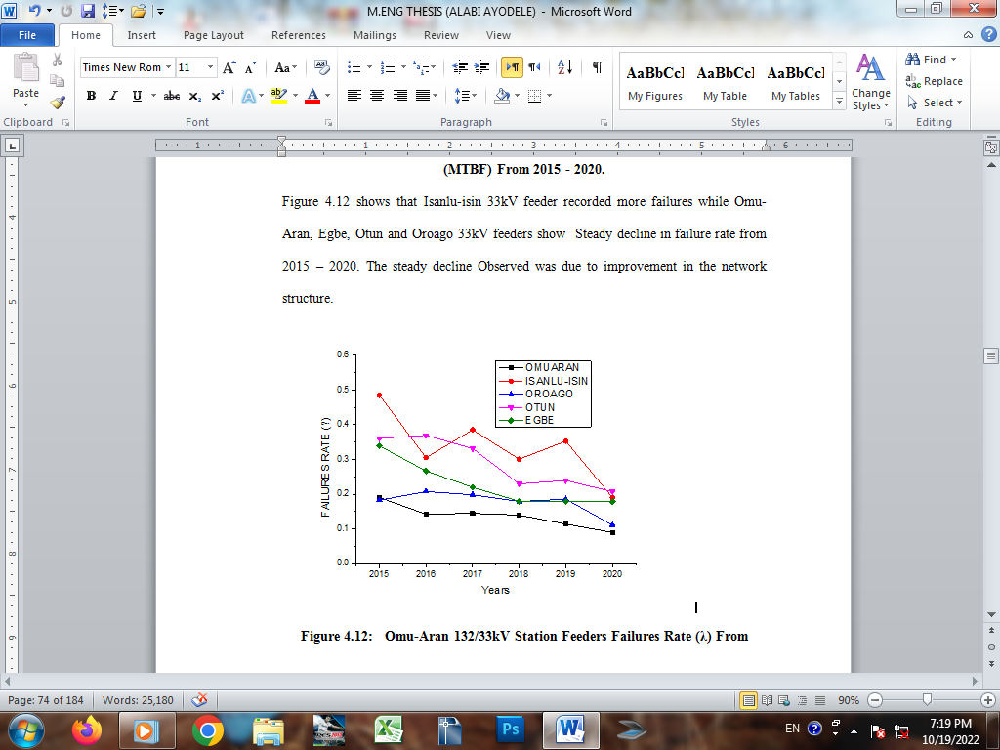 M.ENG THESIS (ALABI AYODELE) - Microsoft Word
File Home Insert Page Layout References Mailings Review View
Paste
Times New Rom 11
Clipboard Font Paragraph Styles Editing
AaBbCcI AaBbCcI AaBbCcI
My Figures My Table My Tables
Change Styles
Find
Replace
Select
(MTBF) From 2015 - 2020.
Figure 4.12 shows that Isanlu-isin 33kV feeder recorded more failures while Omu-
Aran, Egbe, Otun and Oroago 33kV feeders show Steady decline in failure rate from
2015 – 2020. The steady decline Observed was due to improvement in the network
structure.
OMUARAN
ISANLU-ISIN
OROAGO
OTUN
EGBE
FAILURES RATE (?)
0.6
0.5
0.4
0.3
0.2
0.1
0.0
2015 2016 2017 2018 2019 2020
Years
Figure 4.12: Omu-Aran 132/33kV Station Feeders Failures Rate (λ) From
Page: 74 of 184 Words: 25,180 90%
EN 7:19 PM
10/19/2022